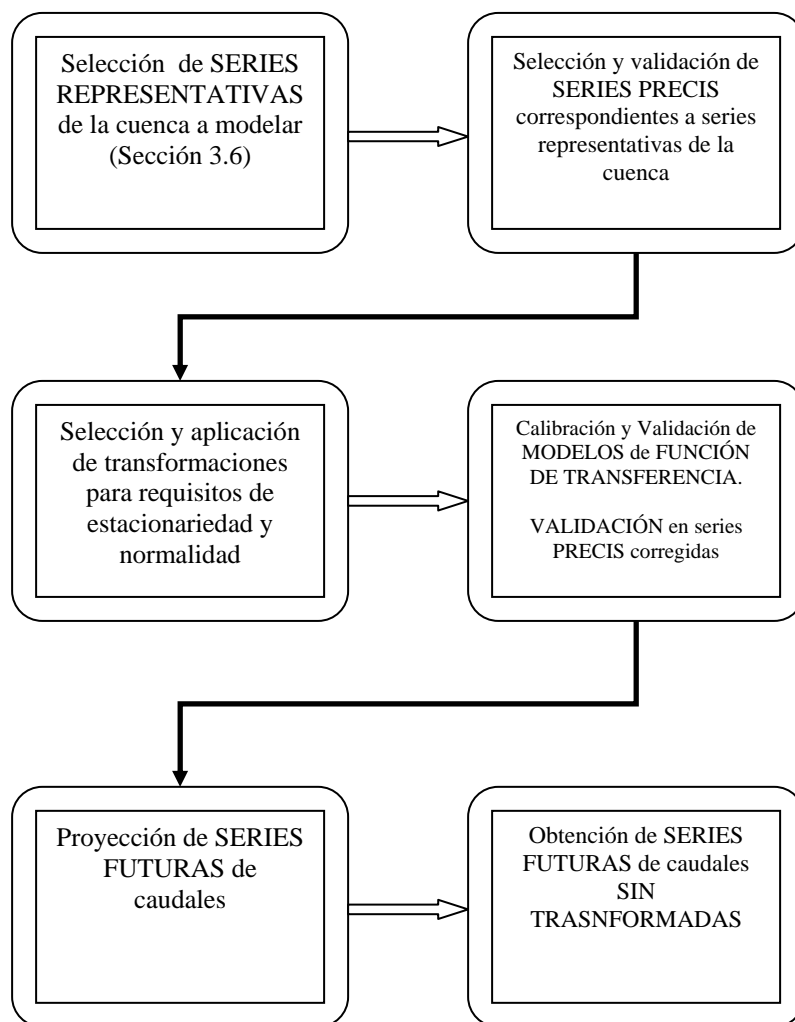 Selección de SERIES
REPRESENTATIVAS
de la cuenca a modelar
(Sección 3.6)
Selección y validación de
SERIES PRECIS
correspondientes a series
representativas de la
cuenca
Selección y aplicación
de transformaciones
para requisitos de
estacionariedad y
normalidad
Calibración y Validación de
MODELOS de FUNCIÓN
DE TRANSFERENCIA.
VALIDACIÓN en series
PRECIS corregidas
Proyección de SERIES
FUTURAS de
caudales
Obtención de SERIES
FUTURAS de caudales
SIN
TRASNFORMADAS